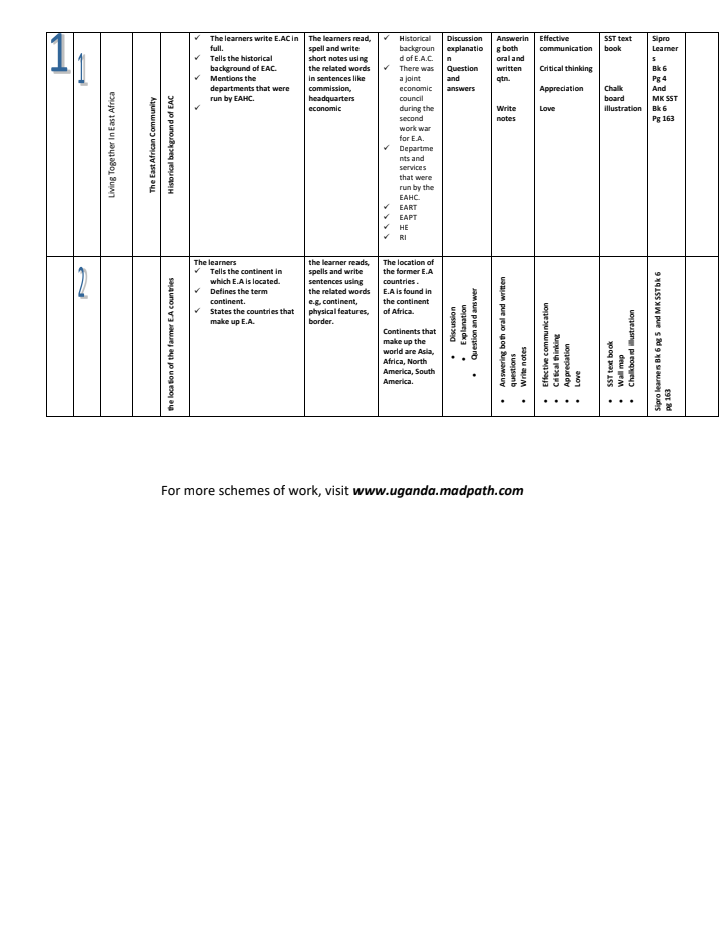 1
1
Living Together In East Africa
The East African Community
Historical background of EAC
✓ The learners write E.AC in
full.
✓ Tells the historical
background of EAC.
✓ Mentions the
departments that were
run by EAHC.
✓
The learners read,
spell and write
short notes using
the related words
in sentences like
commission,
headquarters
economic
✓ Historical
backgroun
d of E.A.C.
✓ There was
a joint
economic
council
during the
second
work war
for E.A.
✓ Departme
nts and
services
that were
run by the
EAHC.
✓ EART
✓ EAPT
✓ HE
✓ RI
Discussion
explanatio
n
Question
and
answers
Answerin
g both
oral and
written
qtn.
Write
notes
Effective
communication
Critical thinking
Appreciation
Love
SST text
book
Chalk
board
illustration
Sipro
Learner
s
Bk 6
Pg 4
And
MK SST
Bk 6
Pg 163
2
the location of the farmer E.A countries
The learners
✓ Tells the continent in
which E.A is located.
✓ Defines the term
continent.
✓ States the countries that
make up E.A.
the learner reads,
spells and write
sentences using
the related words
e.g, continent,
physical features,
border.
The location of
the former E.A
countries .
E.A is found in
the continent
of Africa.
Continents that
make up the
world are Asia,
Africa, North
America, South
America.
• Discussion
• Explanation
• Question and answer
• Answering both oral and written
questions
• Write notes
• Effective communication
• Critical thinking
• Appreciation
• Love
• SST text book
• Wall map
• Chalkboard illustration
Sipro learners Bk 6 pg 5 and MK SST bk 6
pg 163
For more schemes of work, visit www.uganda.madpath.com